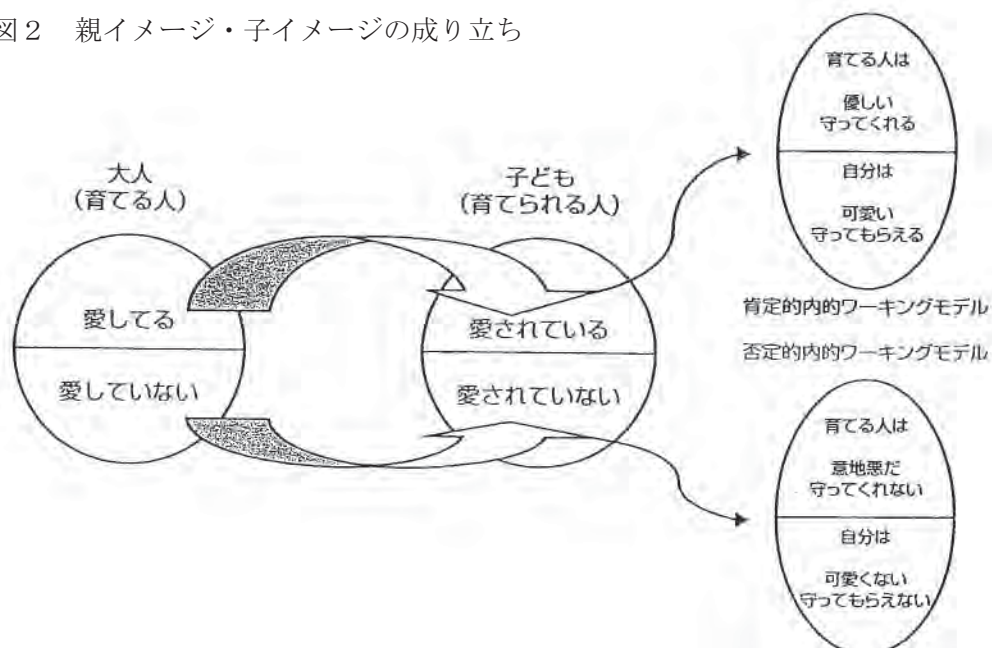 図２　親イメージ・子イメージの成り立ち
大人
（育てる人）
愛してる
愛していない
子ども
（育てられる人）
愛されている
愛されていない
育てる人は
優しい
守ってくれる
自分は
可愛い
守ってもらえる
肯定的内的ワーキングモデル
否定的内的ワーキングモデル
育てる人は
意地悪だ
守ってくれない
自分は
可愛くない
守ってもらえない